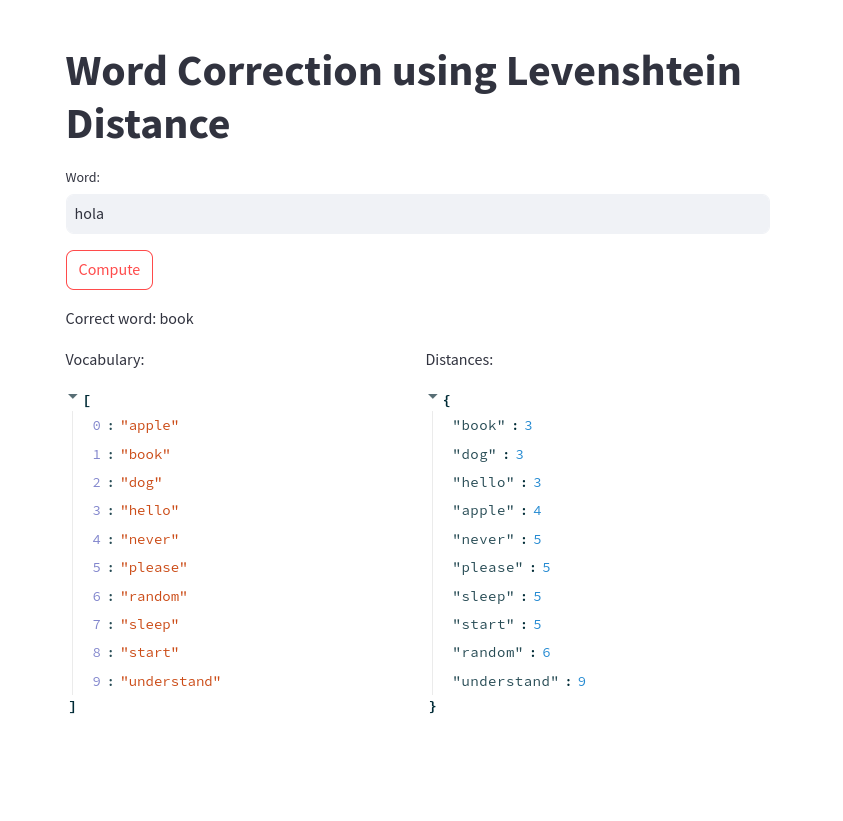 Word Correction using Levenshtein
Distance
Word:
hola
Compute
Correct word: book
Vocabulary:
[
0 : "apple"
1 : "book"
2 : "dog"
3 : "hello"
4 : "never"
5 : "please"
6 : "random"
7 : "sleep"
8 : "start"
9 : "understand"
]
Distances:
{
"book" : 3
"dog" : 3
"hello" : 3
"apple" : 4
"never" : 5
"please" : 5
"sleep" : 5
"start" : 5
"random" : 6
"understand" : 9
}